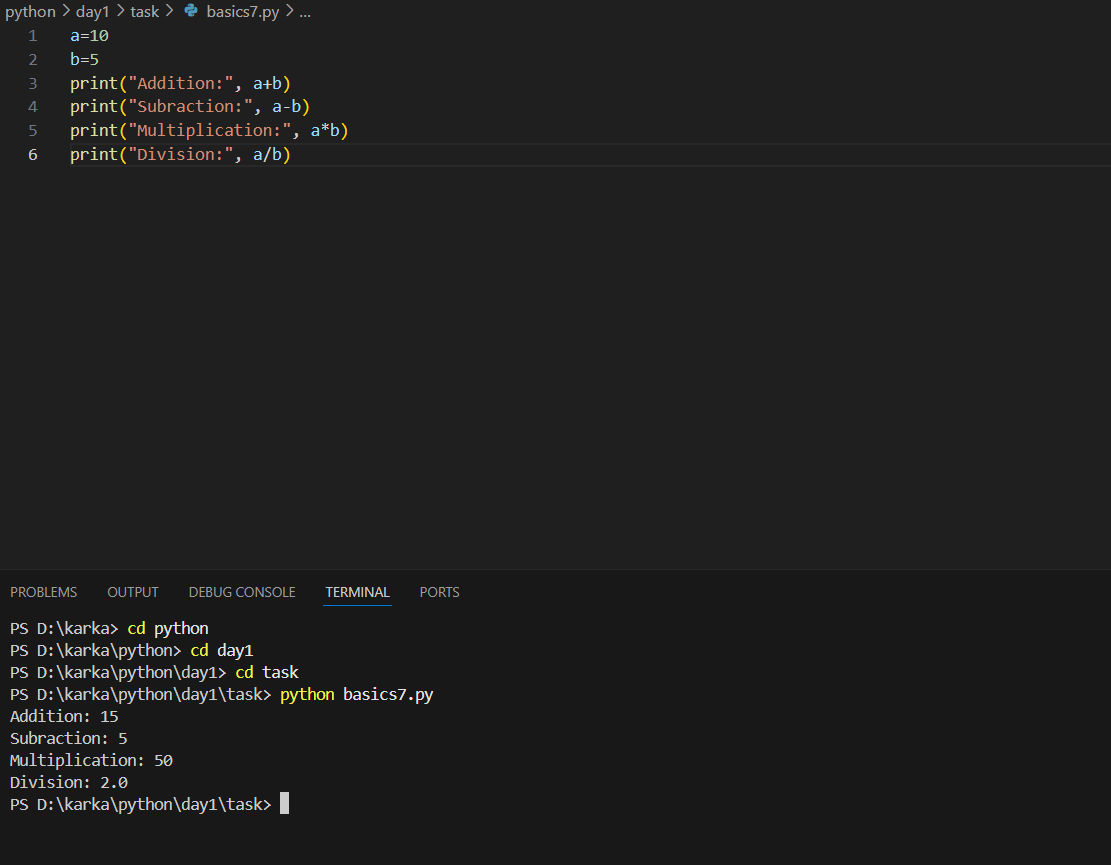 python > day1 > task > basics7.py > ...
1 a=10
2 b=5
3 print("Addition:", a+b)
4 print("Subraction:", a-b)
5 print("Multiplication:", a*b)
6 print("Division:", a/b)
PROBLEMS OUTPUT DEBUG CONSOLE TERMINAL PORTS
PS D:\karka> cd python
PS D:\karka\python> cd day1
PS D:\karka\python\day1> cd task
PS D:\karka\python\day1\task> python basics7.py
Addition: 15
Subraction: 5
Multiplication: 50
Division: 2.0
PS D:\karka\python\day1\task>